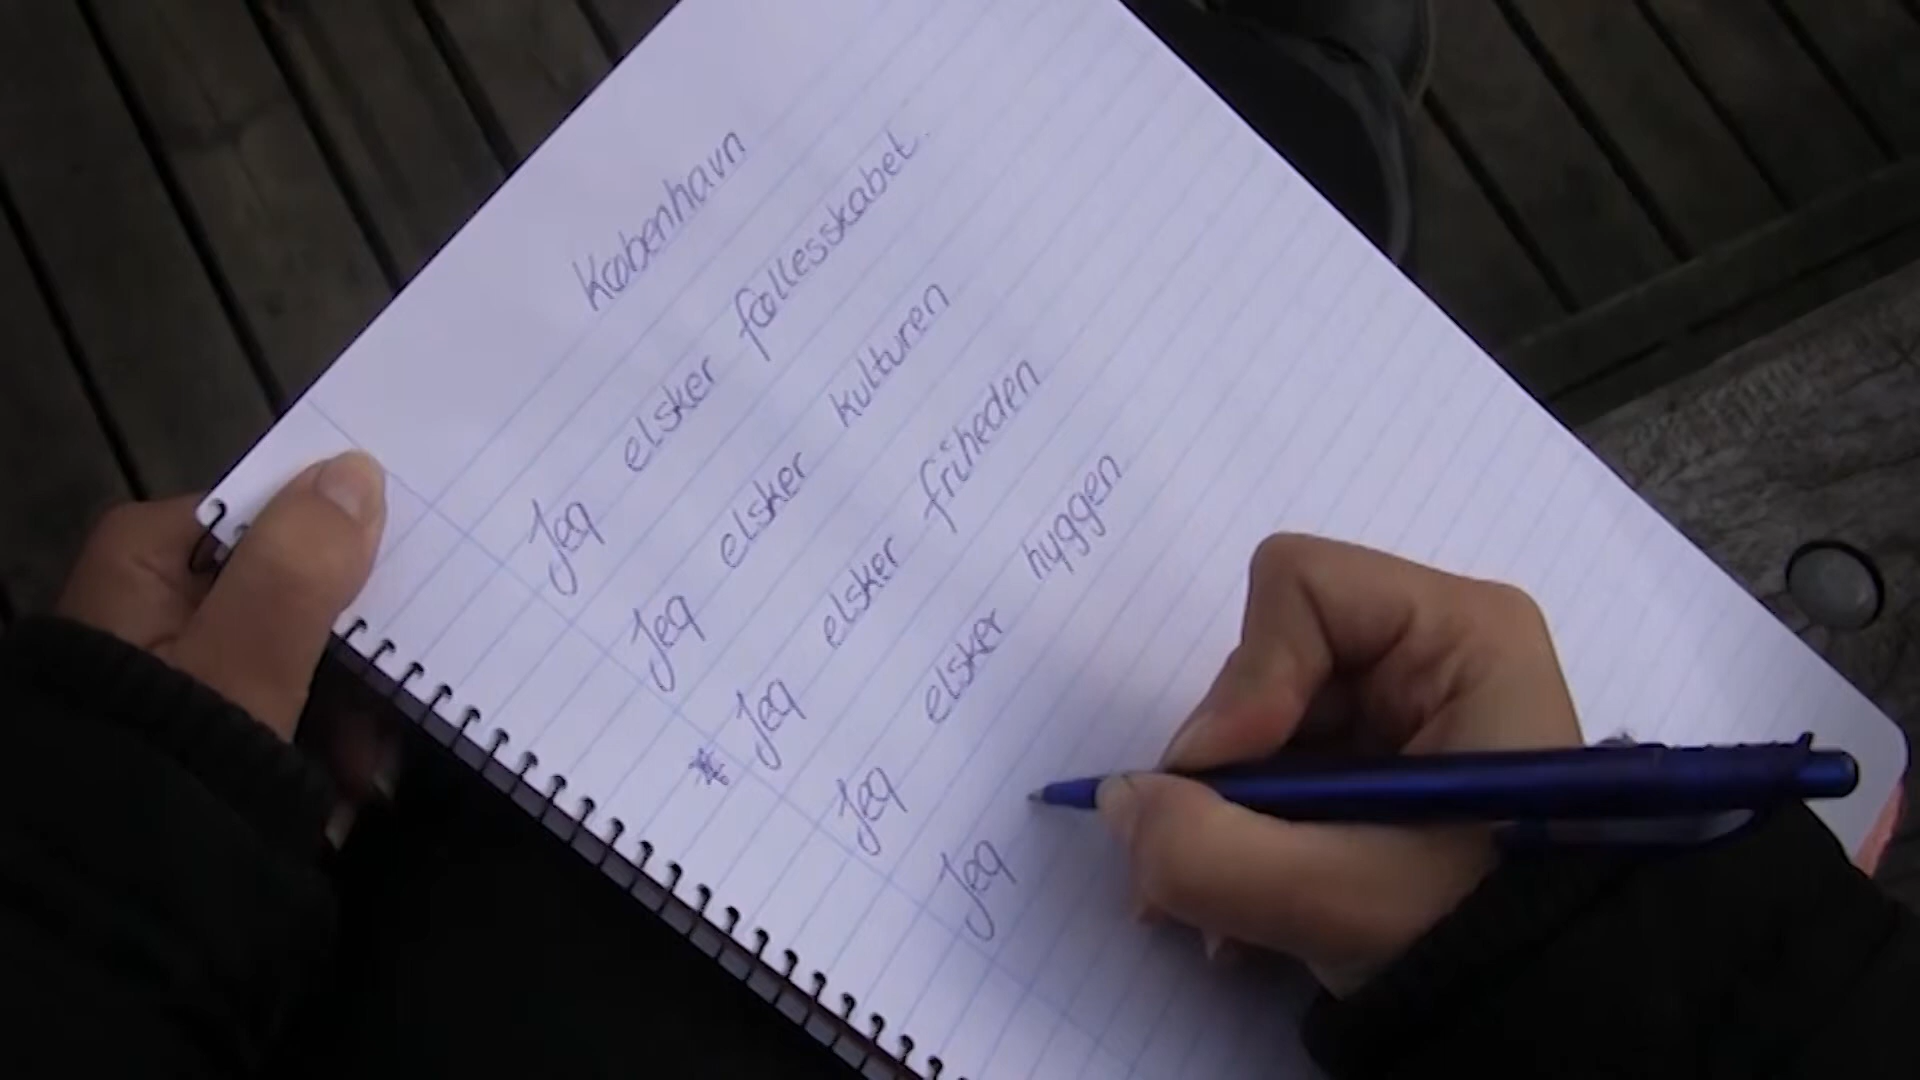 København
Jeg elsker fællesskabet
Jeg elsker kulturen
* Jeg elsker friheden
Jeg elsker hyggen
Jeg